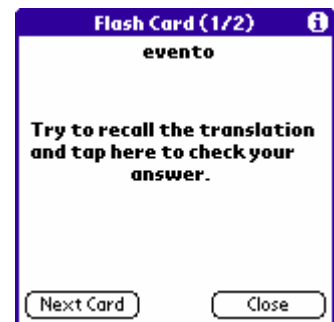 Flash Card (1/2)
evento
Try to recall the translation
and tap here to check your
answer.
Next Card Close